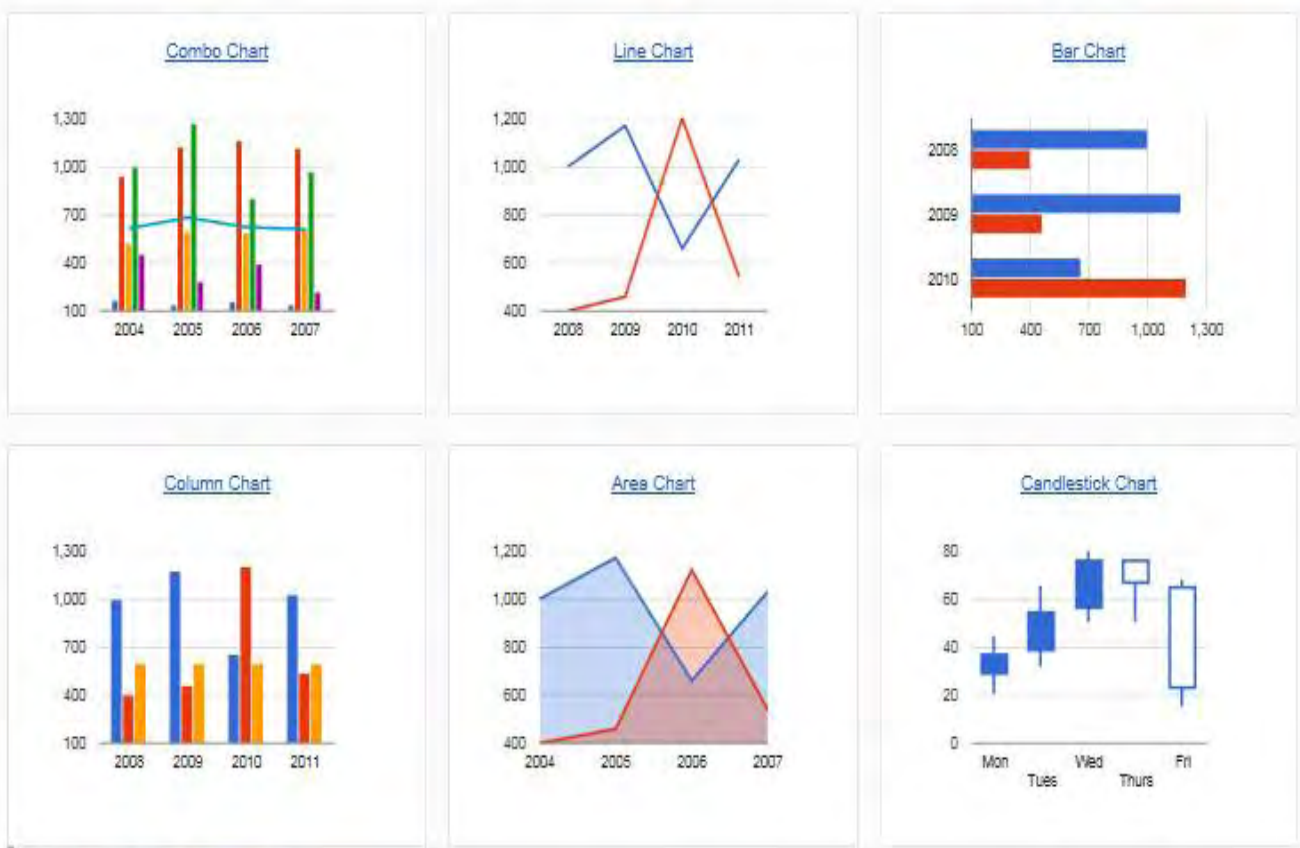 Combo Chart
1,300
1,000
700
400
100
2004 2005 2006 2007
Line Chart
1,200
1,000
800
600
400
2008 2009 2010 2011
Bar Chart
2008
2009
2010
100 400 700 1,000 1,300
Column Chart
1,300
1,000
700
400
100
2008 2009 2010 2011
Area Chart
1,200
1,000
800
600
400
2004 2005 2006 2007
Candlestick Chart
80
60
40
20
0
Mon Wed Fri
Tues Thurs